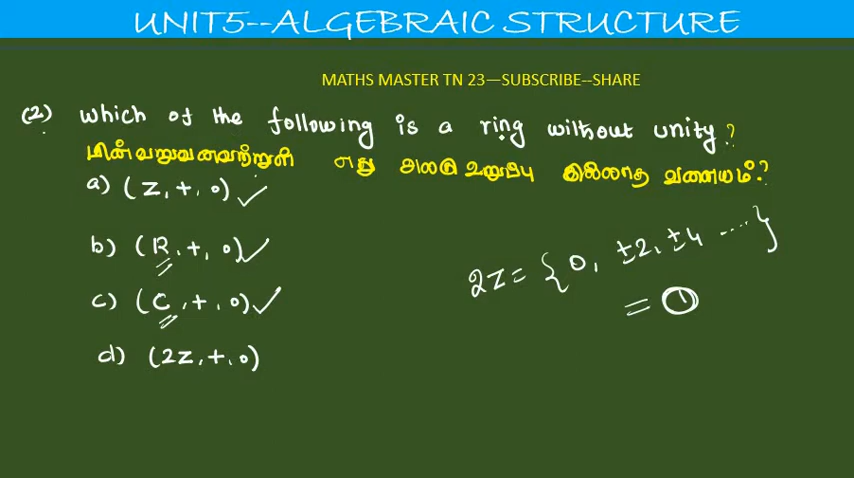 UNIT5--ALGEBRAIC STRUCTURE
MATHS MASTER TN 23—SUBSCRIBE--SHARE
(2) Which of the following is a ring without unity?
பின்வருவனவற்றுள் எது அலகு உறுப்பு இல்லாத வளையம்?
a) (Z, +, o) ✓
b) (R, +, o) ✓
c) (C, +, o) ✓
d) (2Z, +, o)
2Z = {0, ±2, ±4 ....}
= ①